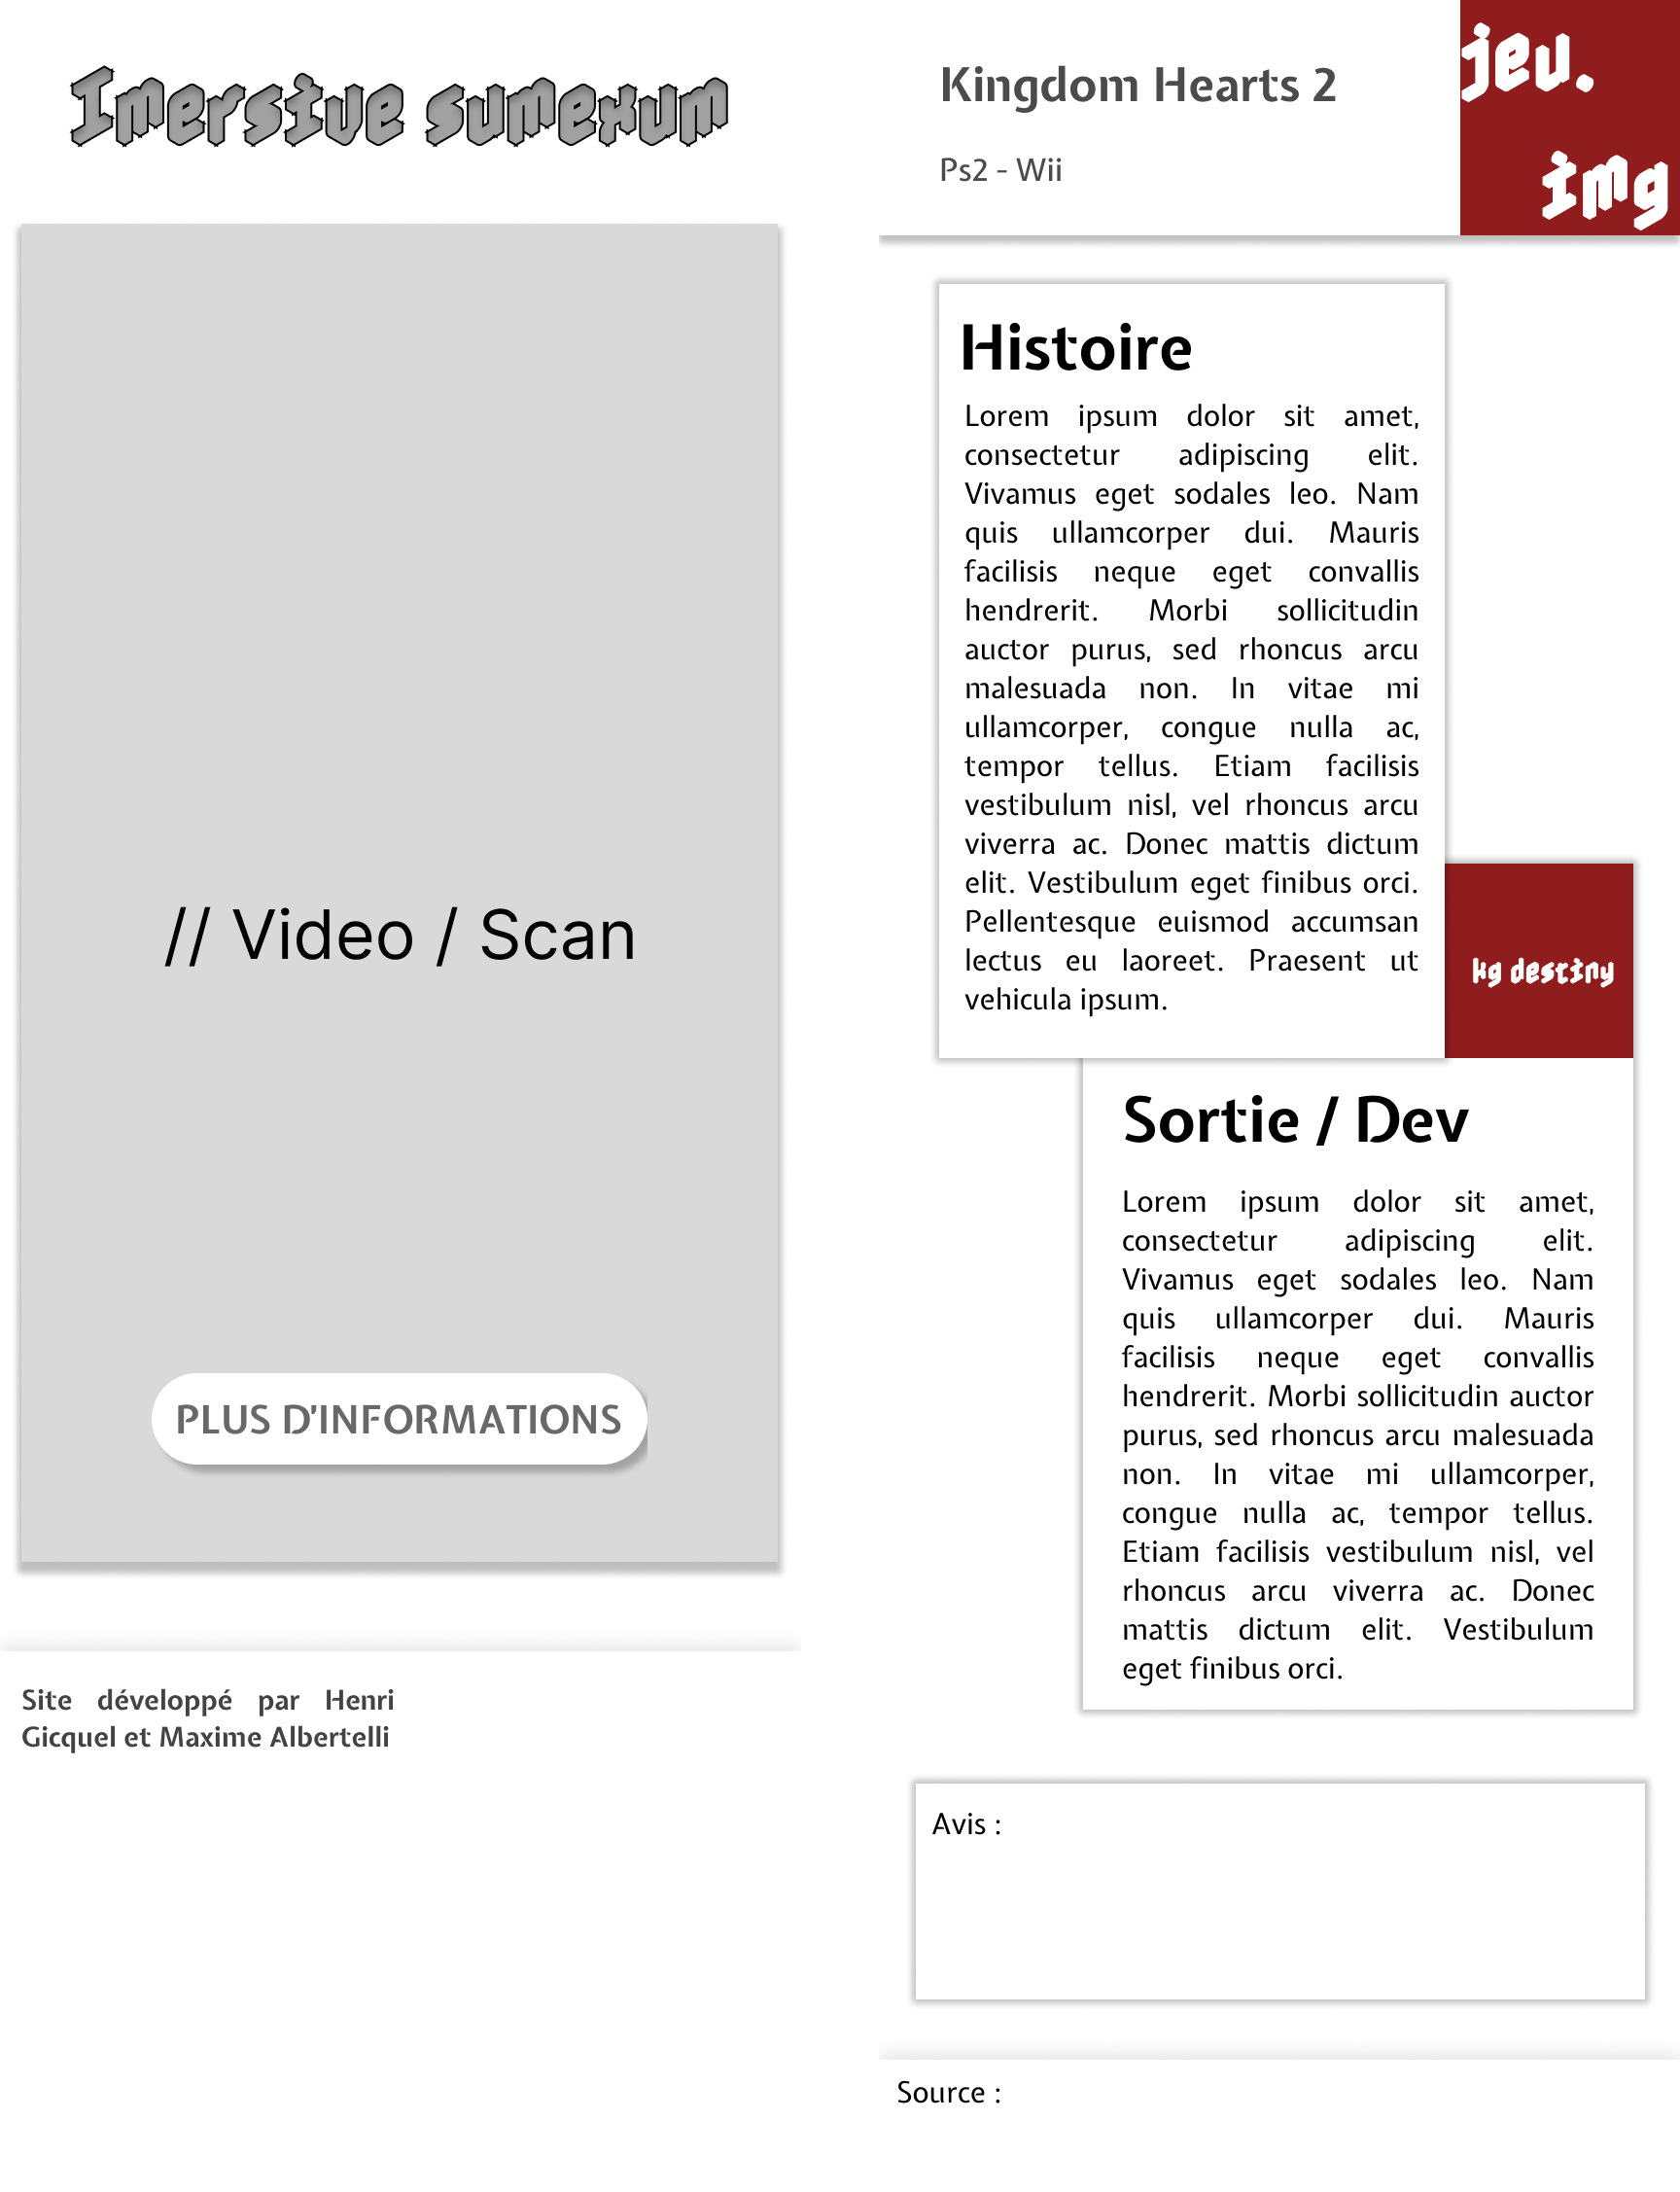 Imersive sumexum
// Video / Scan
PLUS D'INFORMATIONS
Site développé par Henri
Gicquel et Maxime Albertelli
Kingdom Hearts 2
Ps2 - Wii
jeu.
img
Histoire
Lorem ipsum dolor sit amet,
consectetur adipiscing elit.
Vivamus eget sodales leo. Nam
quis ullamcorper dui. Mauris
facilisis neque eget convallis
hendrerit. Morbi sollicitudin
auctor purus, sed rhoncus arcu
malesuada non. In vitae mi
ullamcorper, congue nulla ac,
tempor tellus. Etiam facilisis
vestibulum nisl, vel rhoncus arcu
viverra ac. Donec mattis dictum
elit. Vestibulum eget finibus orci.
Pellentesque euismod accumsan
lectus eu laoreet. Praesent ut
vehicula ipsum.
kg destiny
Sortie / Dev
Lorem ipsum dolor sit amet,
consectetur adipiscing elit.
Vivamus eget sodales leo. Nam
quis ullamcorper dui. Mauris
facilisis neque eget convallis
hendrerit. Morbi sollicitudin auctor
purus, sed rhoncus arcu malesuada
non. In vitae mi ullamcorper,
congue nulla ac, tempor tellus.
Etiam facilisis vestibulum nisl, vel
rhoncus arcu viverra ac. Donec
mattis dictum elit. Vestibulum
eget finibus orci.
Avis :
Source :